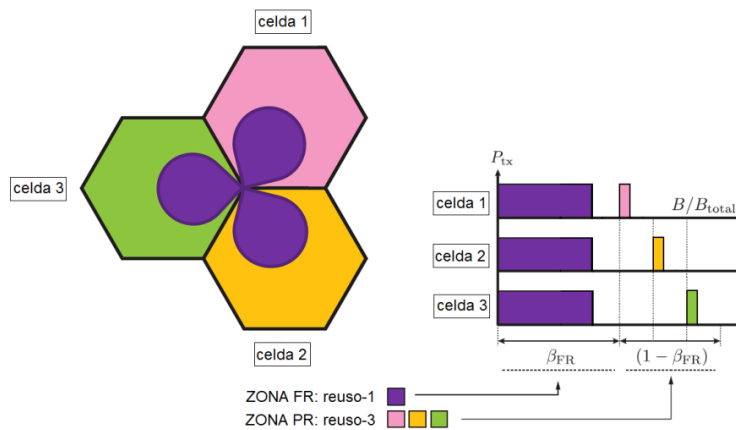 celda 1
celda 3
celda 2
P_tx
celda 1
B/B_total
celda 2
celda 3
β_FR
(1 − β_FR)
ZONA FR: reuso-1
ZONA PR: reuso-3